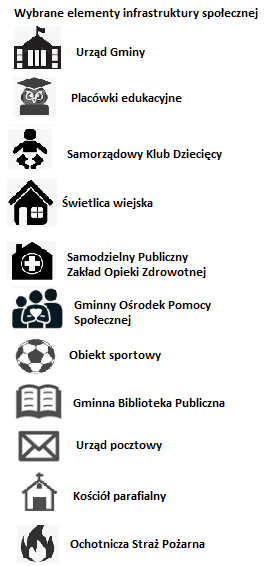 Wybrane elementy infrastruktury społecznej
Urząd Gminy
Placówki edukacyjne
Samorządowy Klub Dziecięcy
Świetlica wiejska
Samodzielny Publiczny
Zakład Opieki Zdrowotnej
Gminny Ośrodek Pomocy
Społecznej
Obiekt sportowy
Gminna Biblioteka Publiczna
Urząd pocztowy
Kościół parafialny
Ochotnicza Straż Pożarna